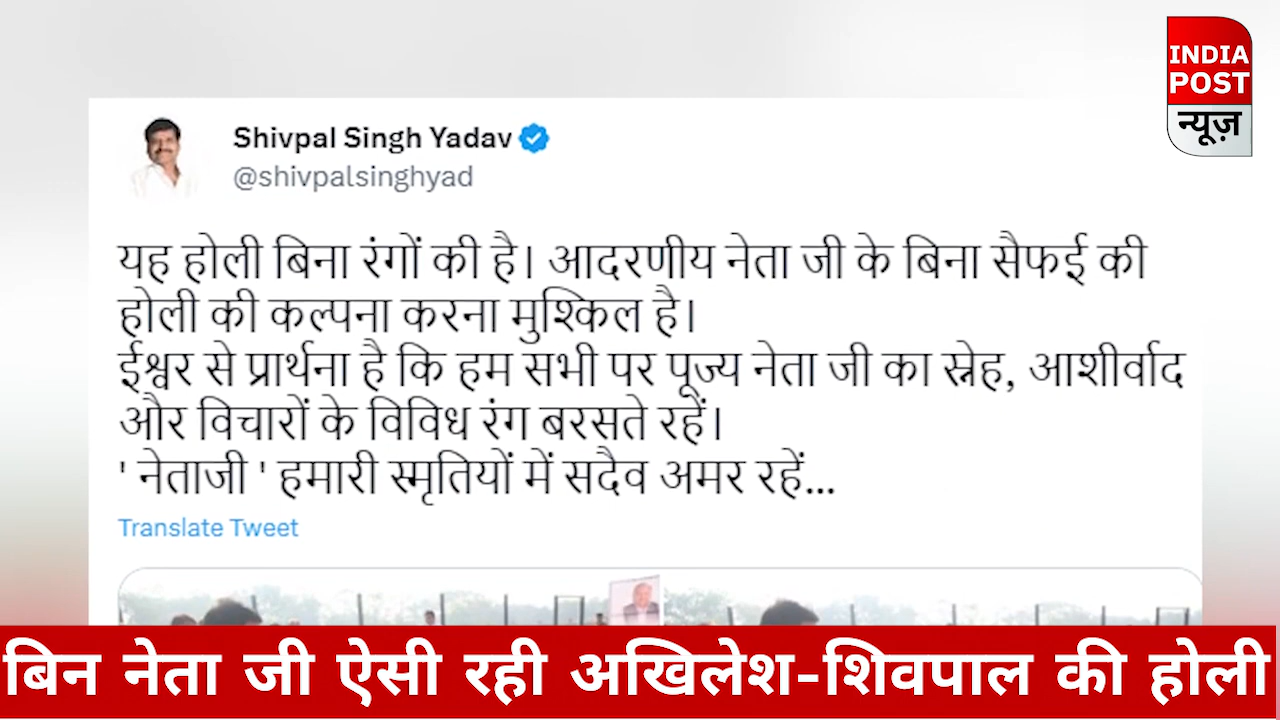 INDIA
POST
न्यूज़
Shivpal Singh Yadav
@shivpalsinghyad
यह होली बिना रंगों की है। आदरणीय नेता जी के बिना सैफई की
होली की कल्पना करना मुश्किल है।
ईश्वर से प्रार्थना है कि हम सभी पर पूज्य नेता जी का स्नेह, आशीर्वाद
और विचारों के विविध रंग बरसते रहें।
' नेताजी ' हमारी स्मृतियों में सदैव अमर रहें...
Translate Tweet
बिन नेता जी ऐसी रही अखिलेश-शिवपाल की होली